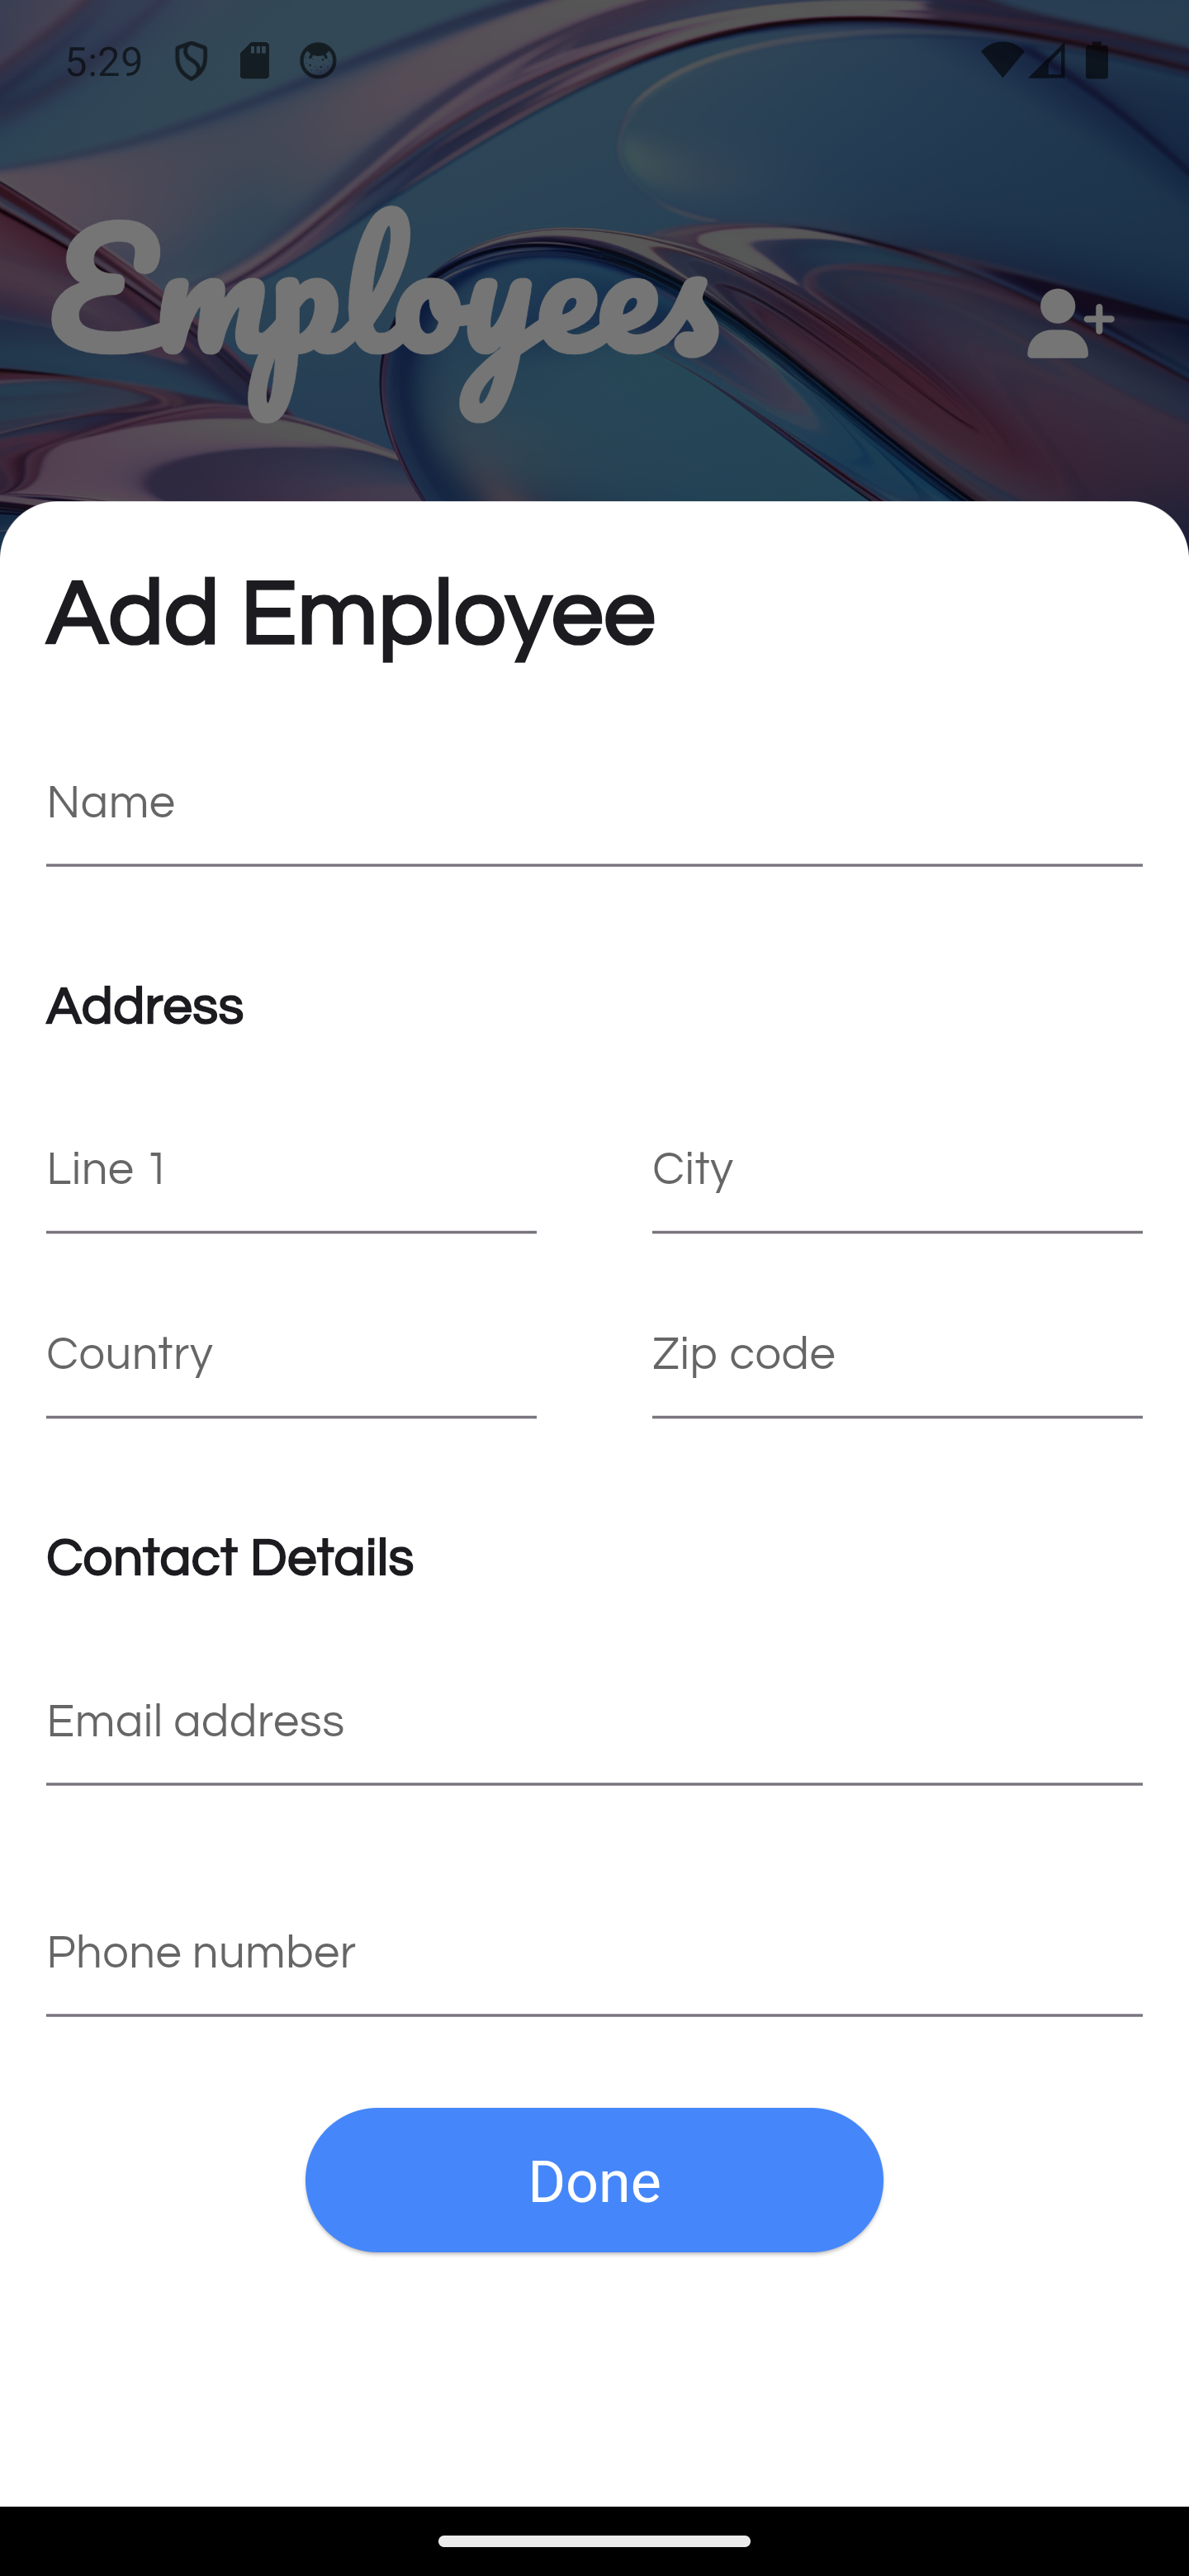 5:29
Employees
Add Employee
Name
Address
Line 1
City
Country
Zip code
Contact Details
Email address
Phone number
Done